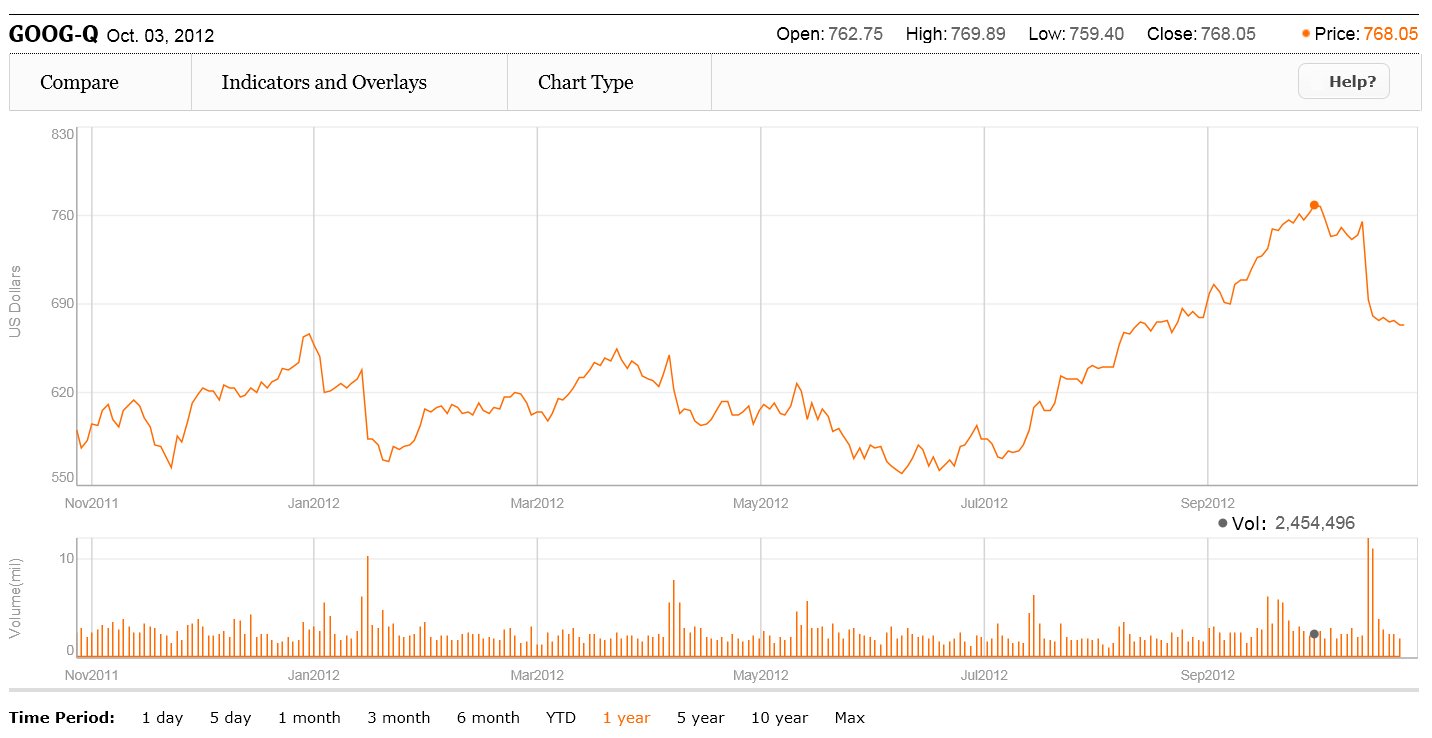 GOOG-Q Oct. 03, 2012 Open: 762.75 High: 769.89 Low: 759.40 Close: 768.05 Price: 768.05
Compare Indicators and Overlays Chart Type Help?
830
760
690
620
550
US Dollars
Nov2011 Jan2012 Mar2012 May2012 Jul2012 Sep2012
Vol: 2,454,496
10
0
Volume(mil)
Nov2011 Jan2012 Mar2012 May2012 Jul2012 Sep2012
Time Period: 1 day 5 day 1 month 3 month 6 month YTD 1 year 5 year 10 year Max